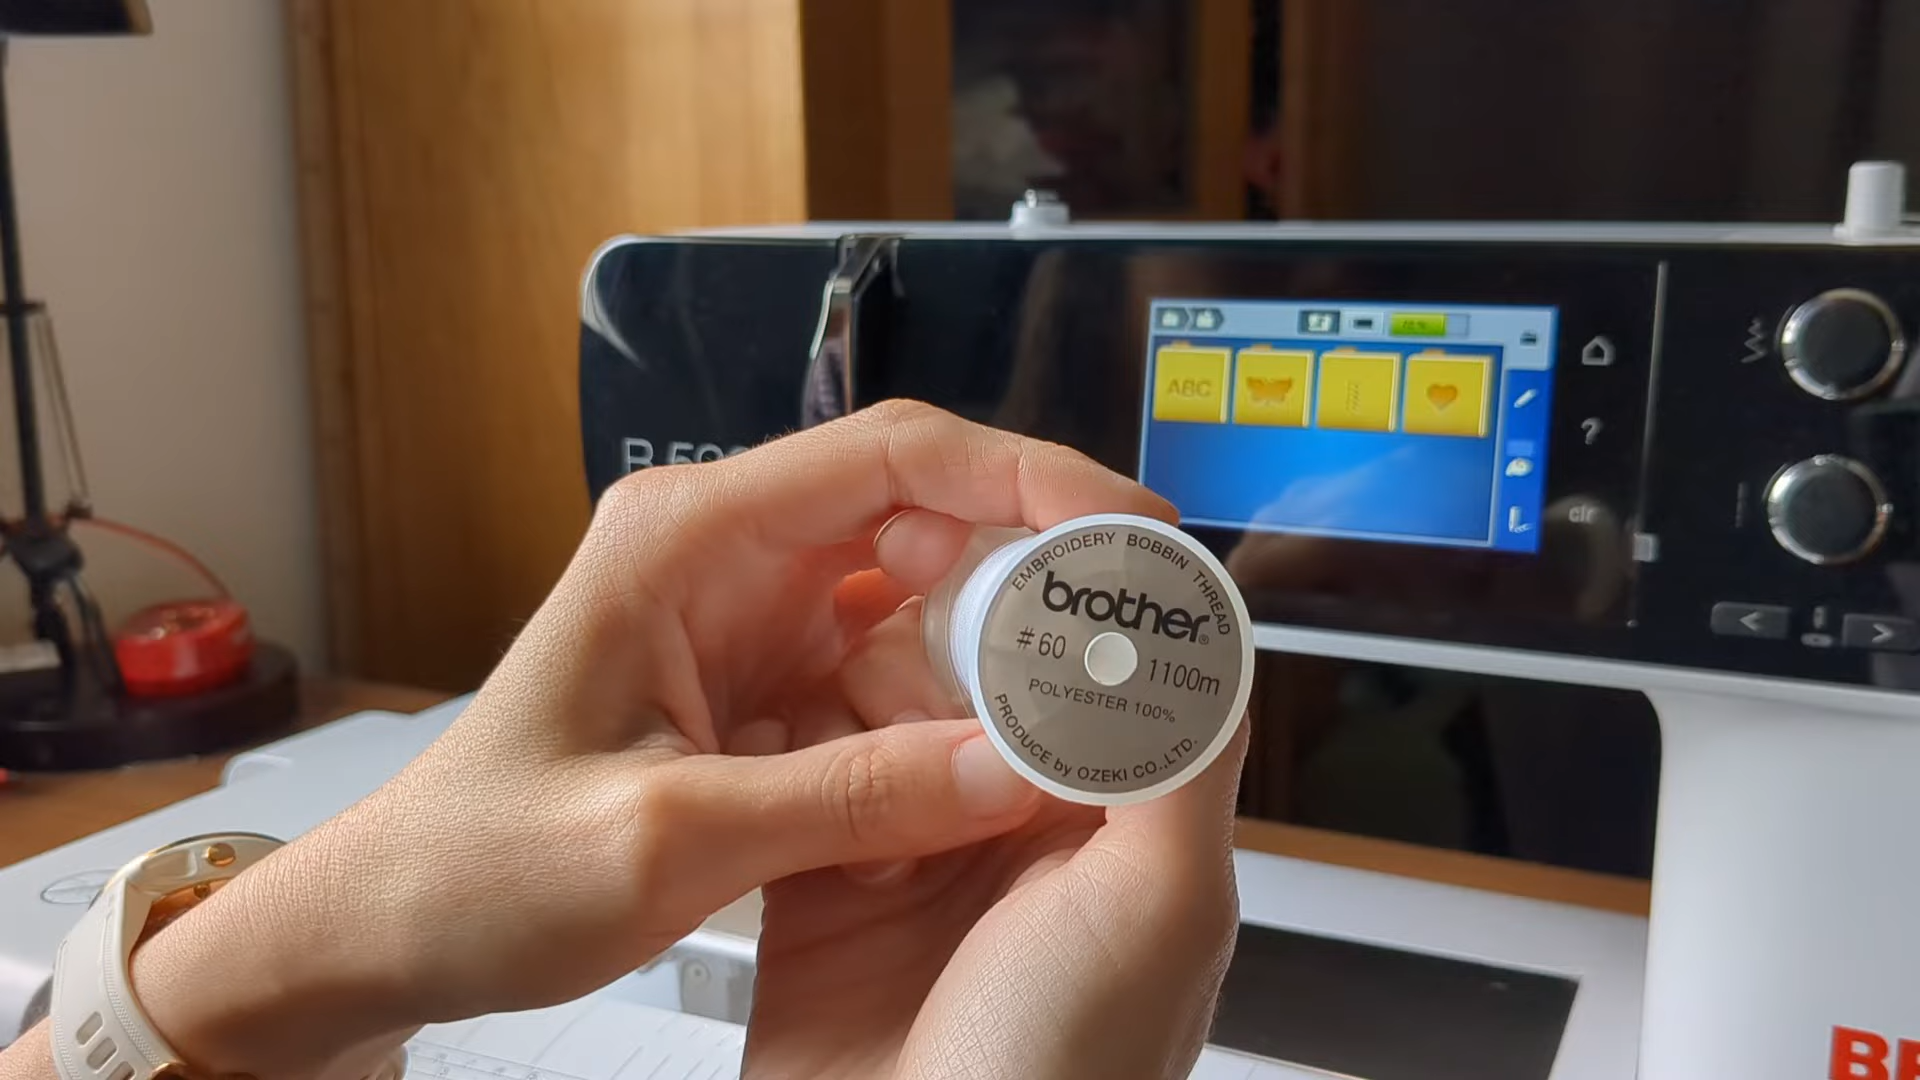 ABC
?
clr
EMBROIDERY BOBBIN THREAD
brother®
#60
1100m
POLYESTER 100%
PRODUCE by OZEKI CO.,LTD.